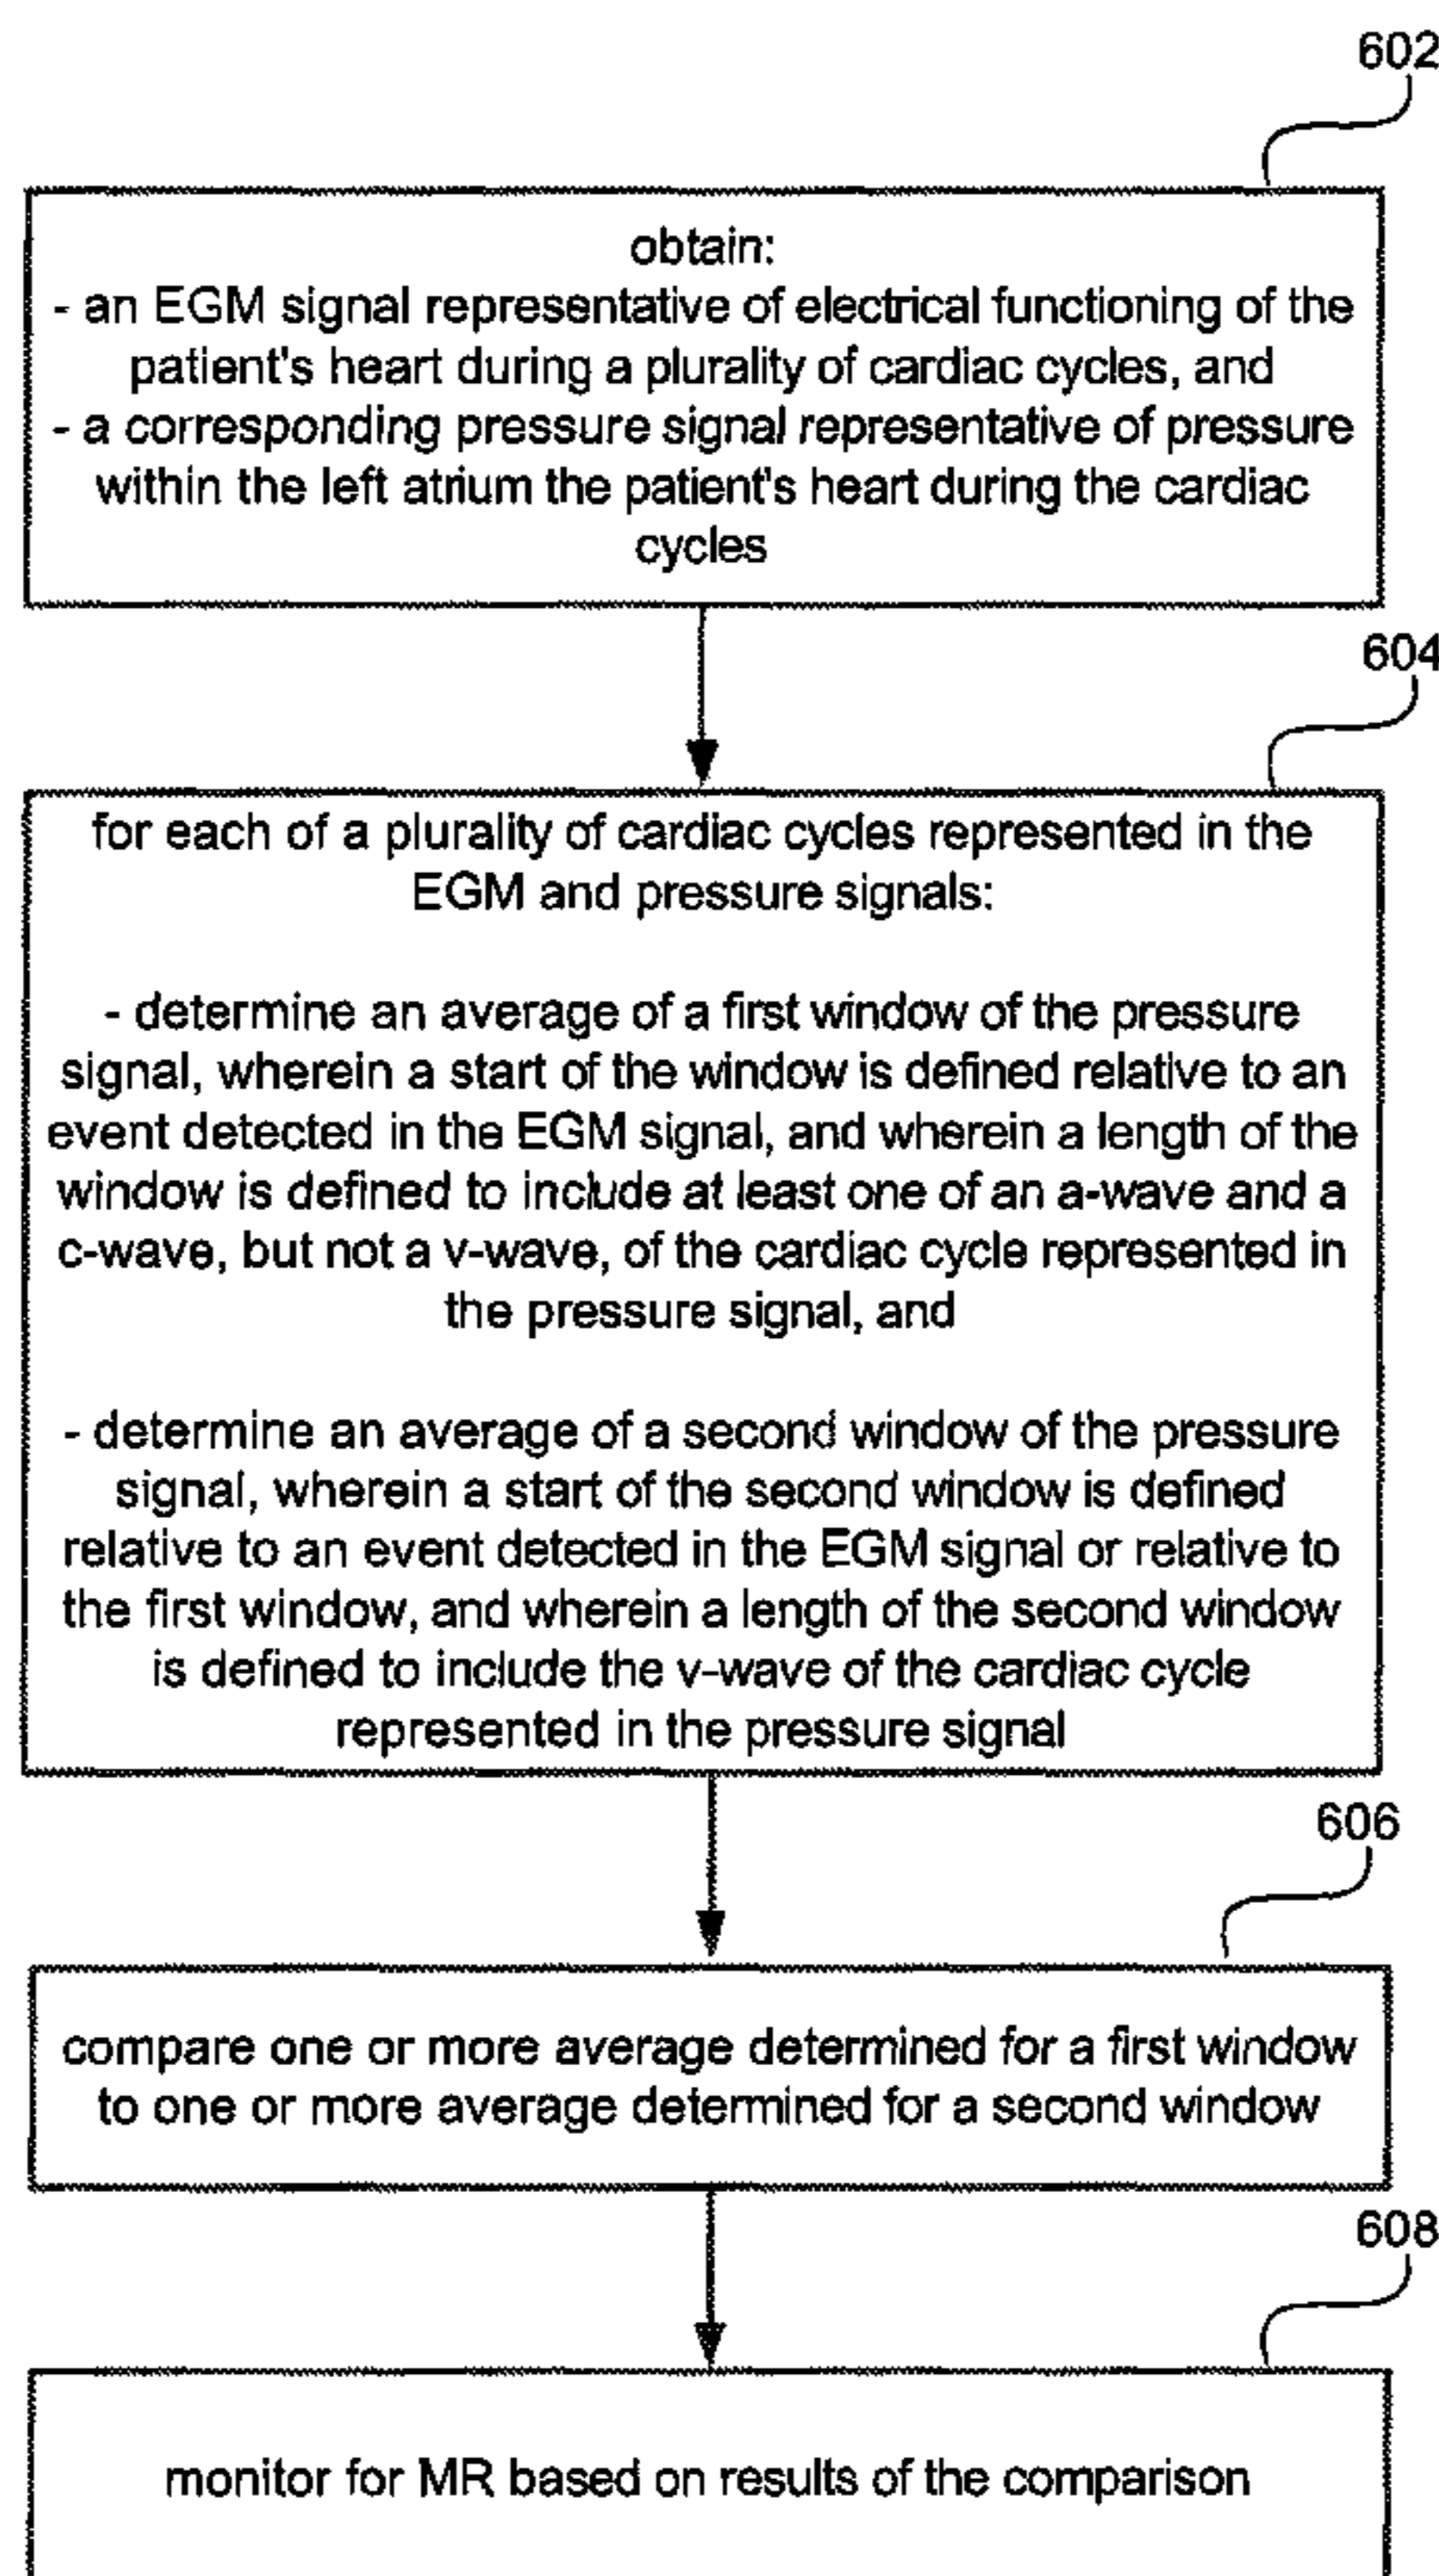 602
obtain:
- an EGM signal representative of electrical functioning of the
patient's heart during a plurality of cardiac cycles, and
- a corresponding pressure signal representative of pressure
within the left atrium the patient's heart during the cardiac
cycles
604
for each of a plurality of cardiac cycles represented in the
EGM and pressure signals:
- determine an average of a first window of the pressure
signal, wherein a start of the window is defined relative to an
event detected in the EGM signal, and wherein a length of the
window is defined to include at least one of an a-wave and a
c-wave, but not a v-wave, of the cardiac cycle represented in
the pressure signal, and
- determine an average of a second window of the pressure
signal, wherein a start of the second window is defined
relative to an event detected in the EGM signal or relative to
the first window, and wherein a length of the second window
is defined to include the v-wave of the cardiac cycle
represented in the pressure signal
606
compare one or more average determined for a first window
to one or more average determined for a second window
608
monitor for MR based on results of the comparison